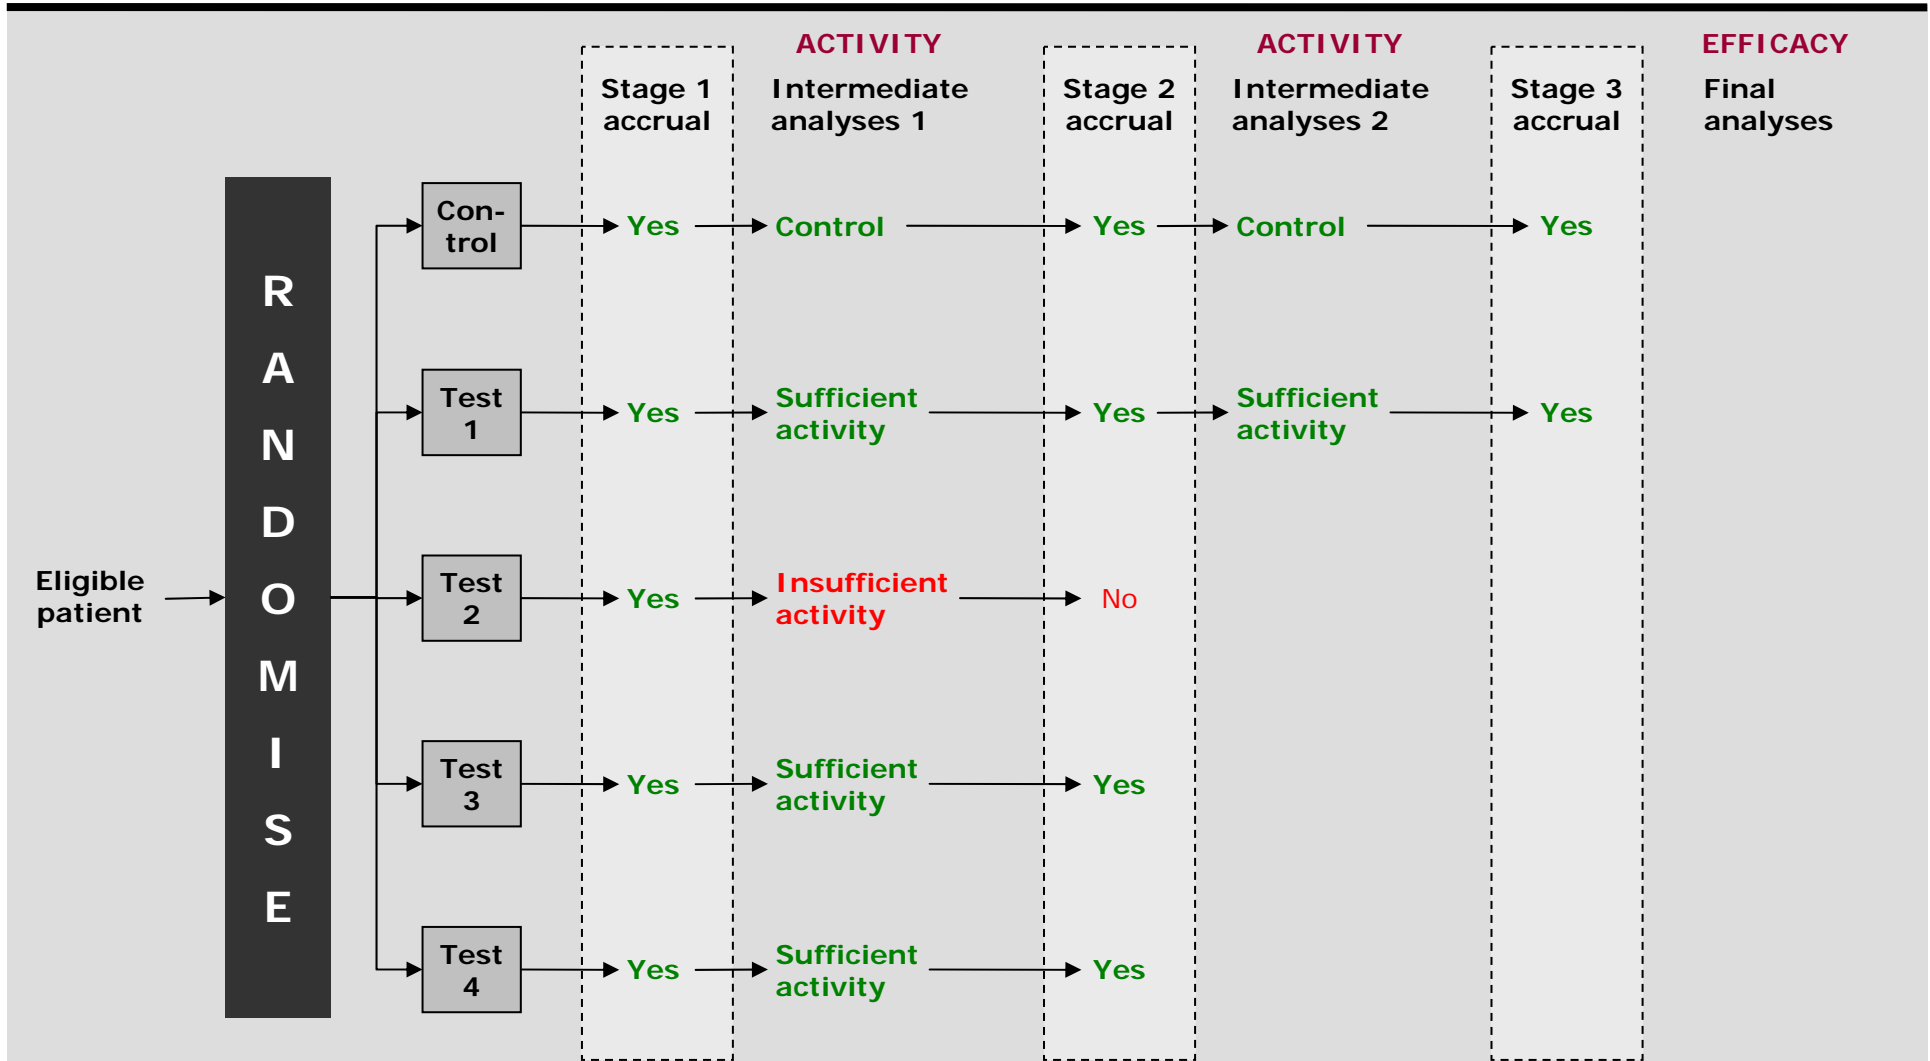 ACTIVITY
ACTIVITY
EFFICACY
Stage 1
accrual
Intermediate
analyses 1
Stage 2
accrual
Intermediate
analyses 2
Stage 3
accrual
Final
analyses
Eligible
patient
R
A
N
D
O
M
I
S
E
Con-
trol
Yes
Control
Yes
Control
Yes
Test
1
Yes
Sufficient
activity
Yes
Sufficient
activity
Yes
Test
2
Yes
Insufficient
activity
No
Test
3
Yes
Sufficient
activity
Yes
Test
4
Yes
Sufficient
activity
Yes